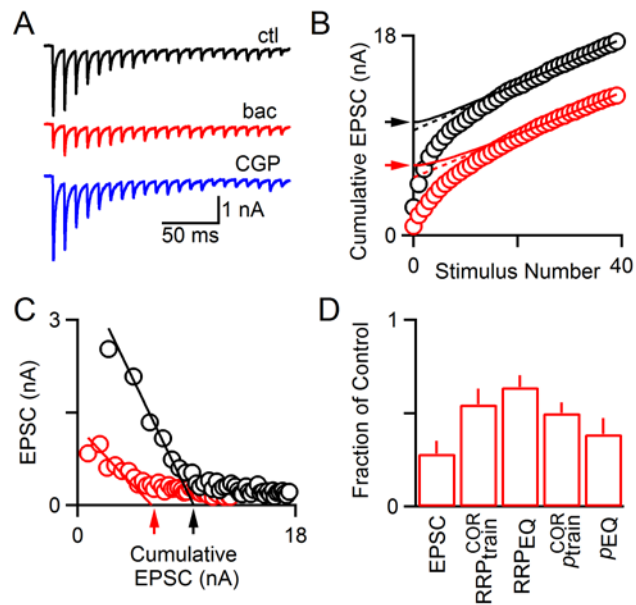 A
ctl
bac
CGP
1 nA
50 ms
B
18
Cumulative EPSC (nA)
0
0
40
Stimulus Number
C
3
EPSC (nA)
0
0
18
Cumulative
EPSC (nA)
D
1
Fraction of Control
0
EPSC
COR
RRPtrain
RRPEQ
COR
ptrain
pEQ